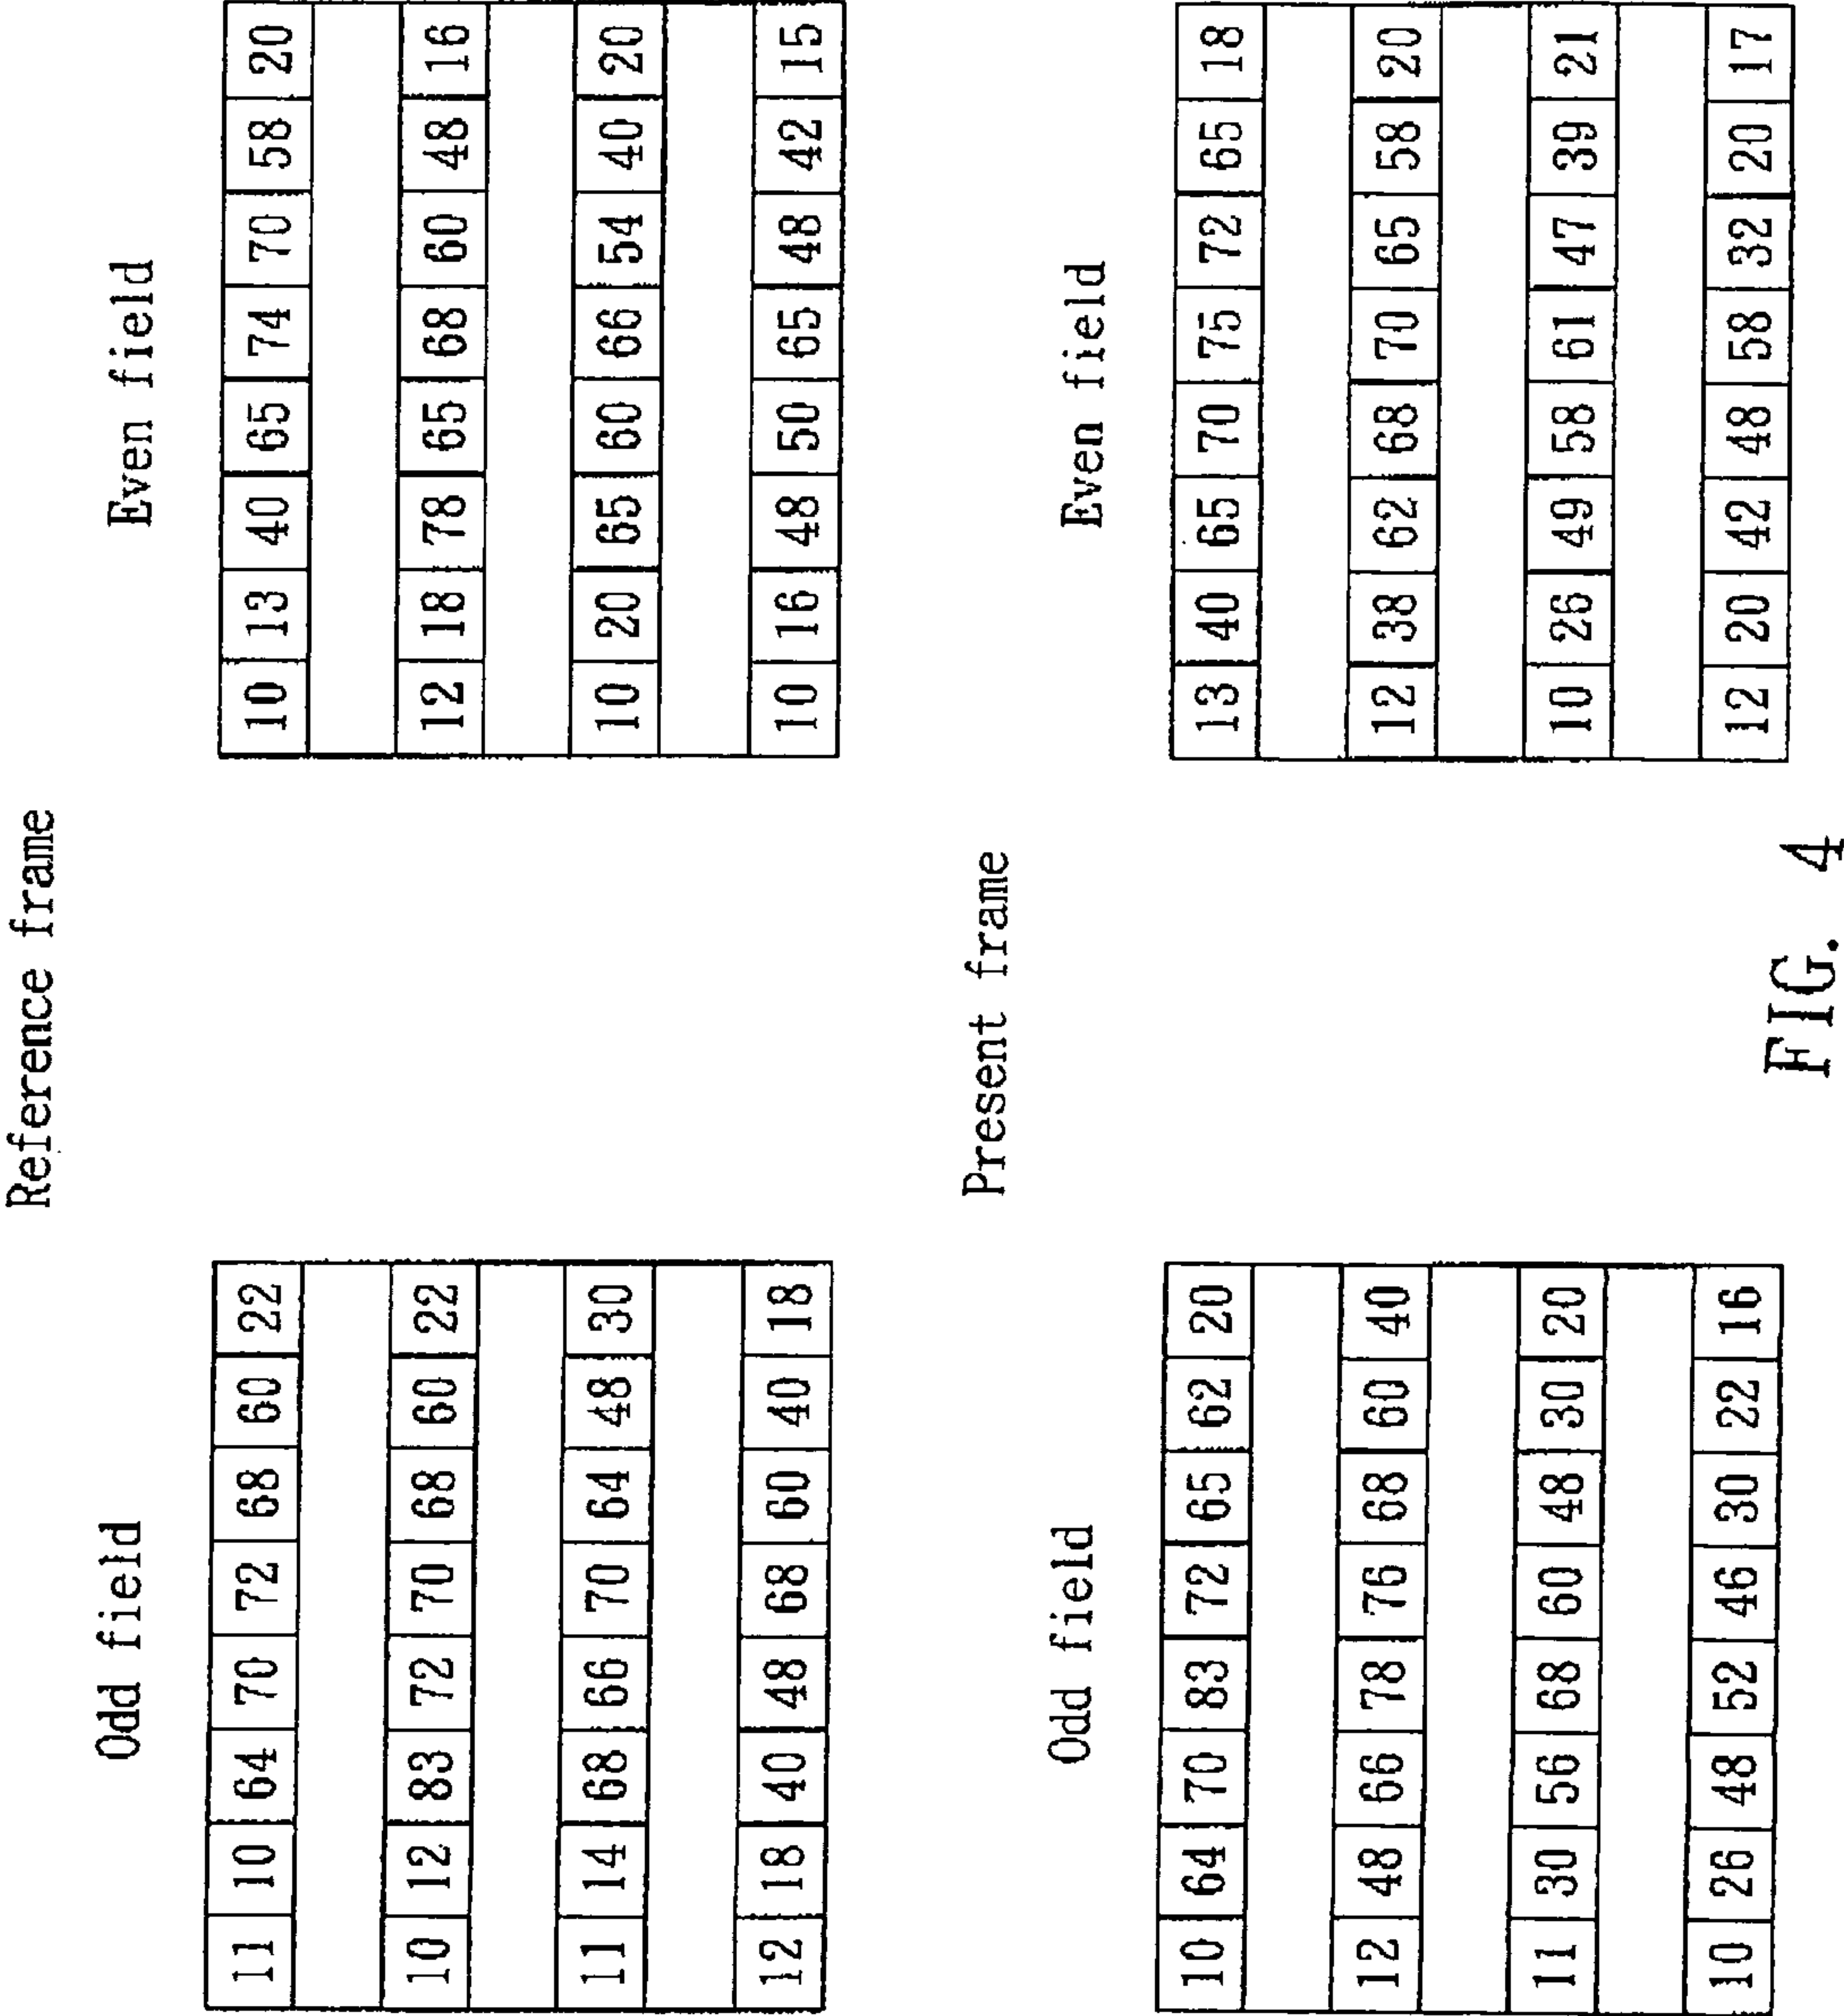 Reference frame
Odd field
Even field
11 10 64 70 72 68 60 22
10 12 83 72 70 68 60 22
11 14 68 66 70 64 48 30
12 18 40 48 68 60 40 18
10 13 40 65 74 70 58 20
12 18 78 65 68 60 48 16
10 20 65 60 66 54 40 20
10 16 48 50 65 48 42 15
Present frame
Odd field
Even field
10 64 70 83 72 65 62 20
12 48 66 78 76 68 60 40
11 30 56 68 60 48 30 20
10 26 48 52 46 30 22 16
13 40 65 70 75 72 65 18
12 38 62 68 70 65 58 20
10 26 49 58 61 47 39 21
12 20 42 48 58 32 20 17
FIG. 4